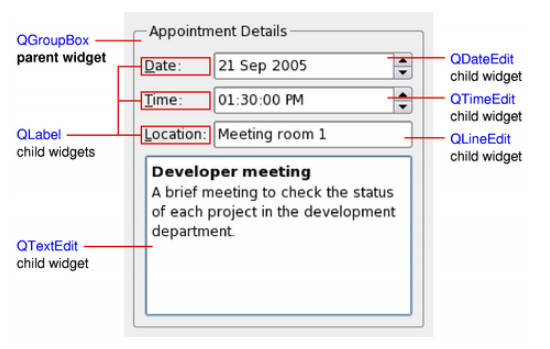 QGroupBox
parent widget
Appointment Details
Date:
21 Sep 2005
QDateEdit
child widget
Time:
01:30:00 PM
QTimeEdit
child widget
QLabel
child widgets
Location:
Meeting room 1
QLineEdit
child widget
Developer meeting
A brief meeting to check the status
of each project in the development
department.
QTextEdit
child widget